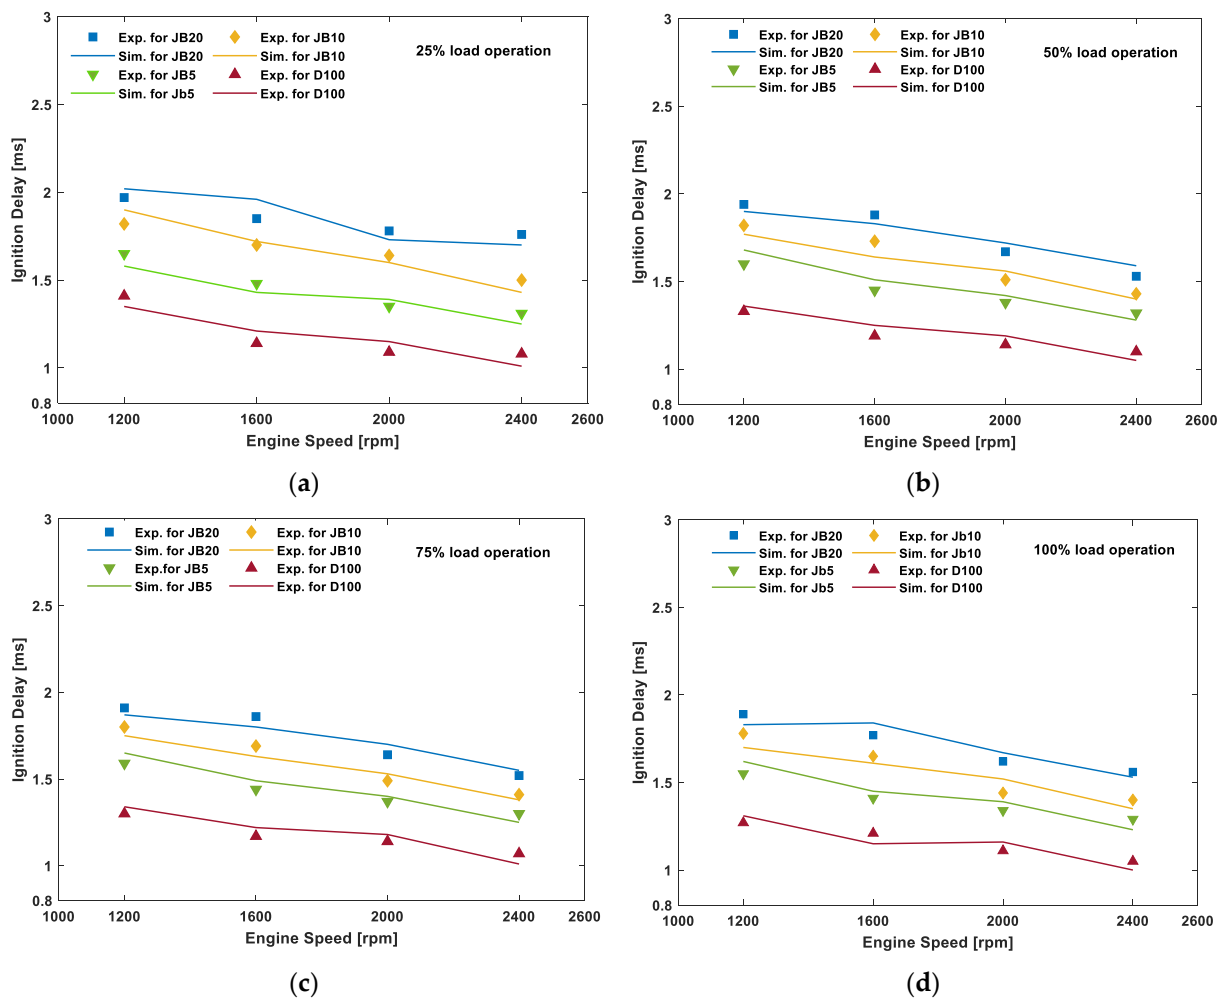 3
2.5
2
1.5
1
0.8
Ignition Delay [ms]
Exp. for JB20 Exp. for JB10
Sim. for JB20 Sim. for JB10
Exp. for JB5 Exp. for D100
Sim. for Jb5 Exp. for D100
25% load operation
1000 1200 1600 2000 2400 2600
Engine Speed [rpm]
(a)
3
2.5
2
1.5
1
0.8
Ignition Delay [ms]
Exp. for JB20 Exp. for JB10
Sim. for JB20 Sim. for JB10
Exp. for JB5 Exp. for D100
Sim. for JB5 Sim. for D100
50% load operation
1000 1200 1600 2000 2400 2600
Engine Speed [rpm]
(b)
3
2.5
2
1.5
1
0.8
Ignition Delay [ms]
Exp. for JB20 Exp. for JB10
Sim. for JB20 Exp. for JB10
Exp.for JB5 Exp. for D100
Sim. for JB5 Exp. for D100
75% load operation
1000 1200 1600 2000 2400 2600
Engine Speed [rpm]
(c)
3
2.5
2
1.5
1
0.8
Ignition Delay [ms]
Exp. for JB20 Exp. for Jb10
Sim. for JB20 Sim. for Jb10
Exp. for Jb5 Exp. for D100
Sim. for Jb5 Sim. for D100
100% load operation
1000 1200 1600 2000 2400 2600
Engine Speed [rpm]
(d)